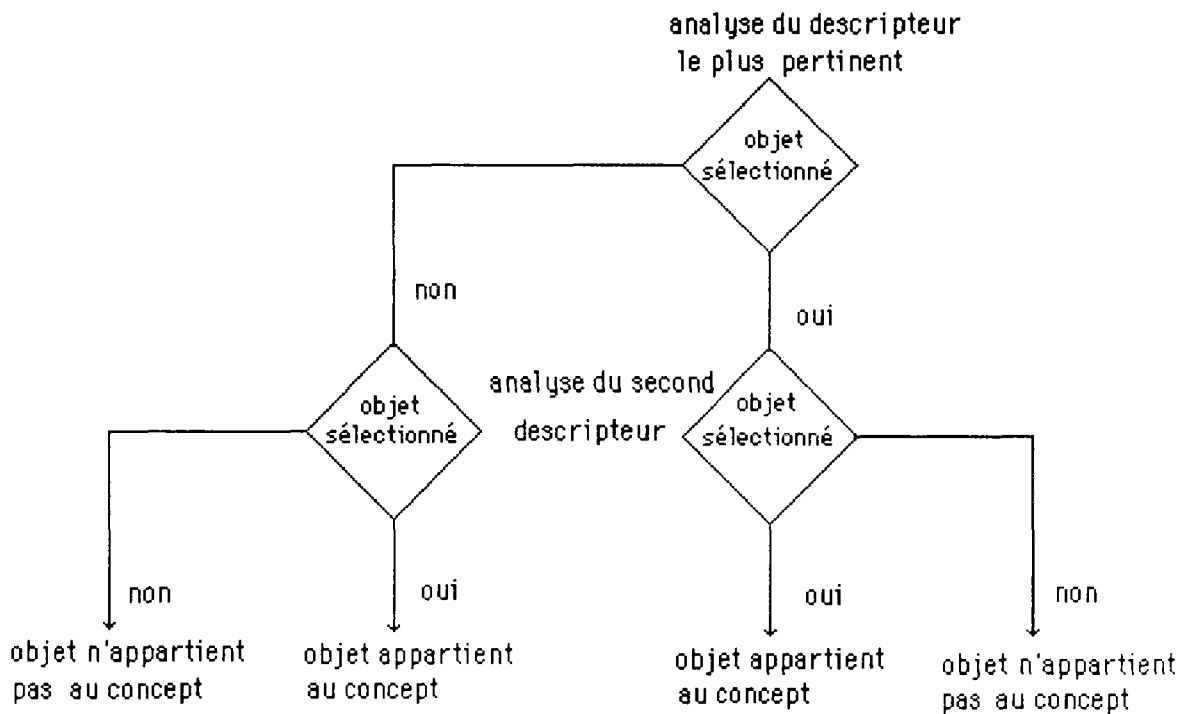 analyse du descripteur
le plus pertinent
objet
sélectionné
non
oui
objet
sélectionné
analyse du second
descripteur
objet
sélectionné
non
oui
oui
non
objet n'appartient
pas au concept
objet appartient
au concept
objet appartient
au concept
objet n'appartient
pas au concept